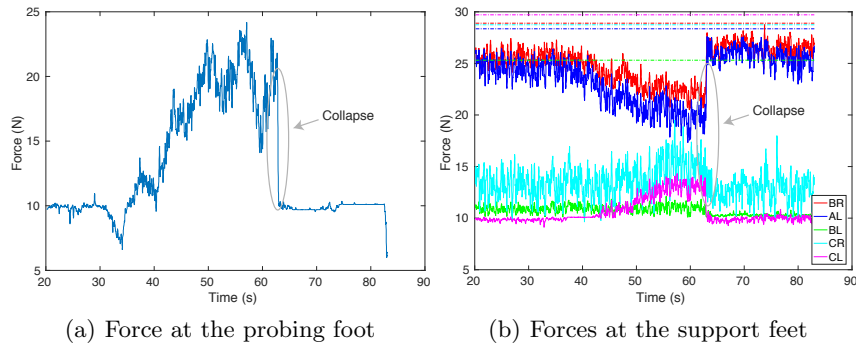 25
20
15
10
5
20 30 40 50 60 70 80 90
Force (N)
Time (s)
Collapse
(a) Force at the probing foot
30
25
20
15
10
5
20 30 40 50 60 70 80 90
Force (N)
Time (s)
Collapse
BR
AL
BL
CR
CL
(b) Forces at the support feet